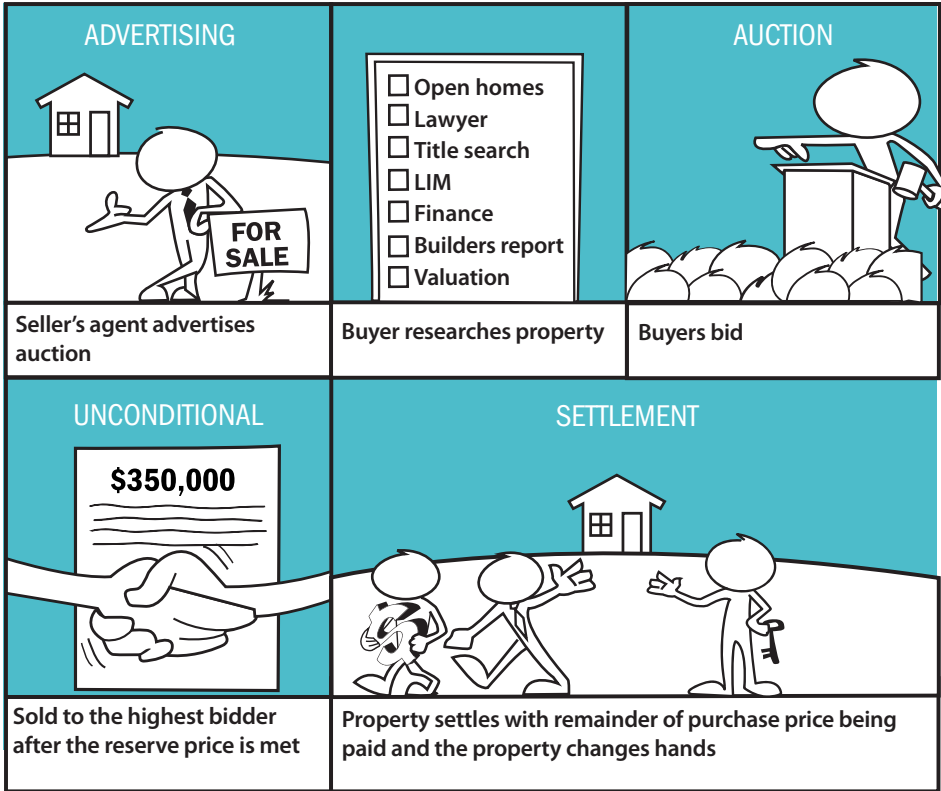 ADVERTISING
FOR
SALE
Seller's agent advertises
auction
Open homes
Lawyer
Title search
LIM
Finance
Builders report
Valuation
Buyer researches property
AUCTION
Buyers bid
UNCONDITIONAL
$350,000
Sold to the highest bidder
after the reserve price is met
SETTLEMENT
Property settles with remainder of purchase price being
paid and the property changes hands